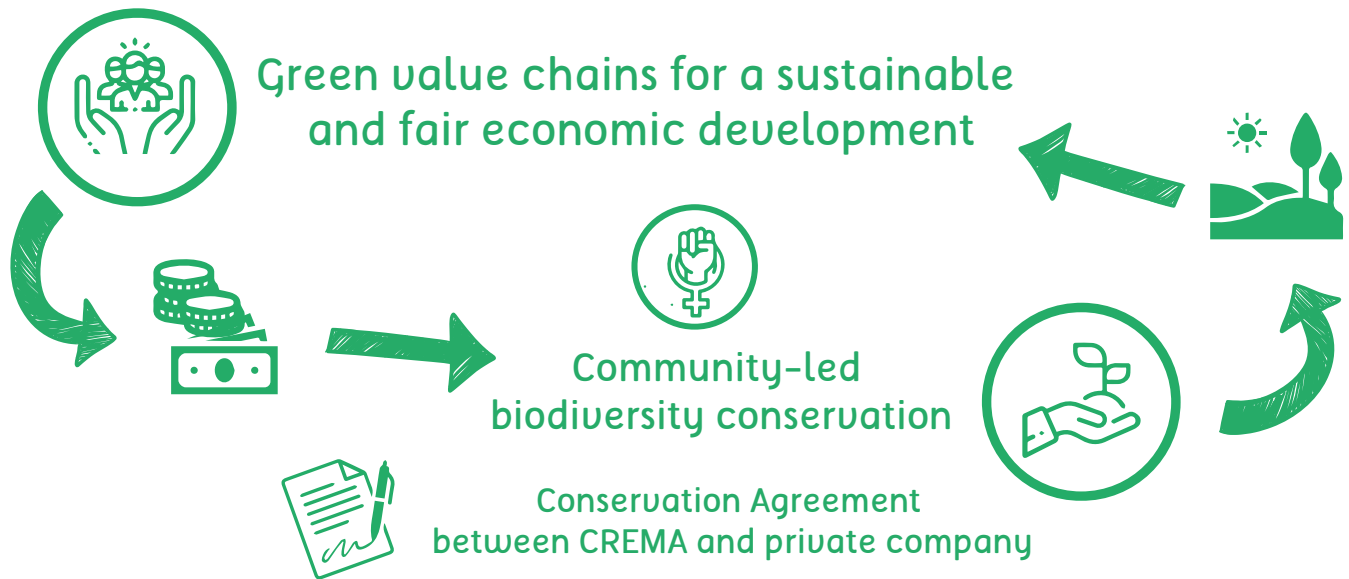 Green value chains for a sustainable
and fair economic development
Community-led
biodiversity conservation
Conservation Agreement
between CREMA and private company